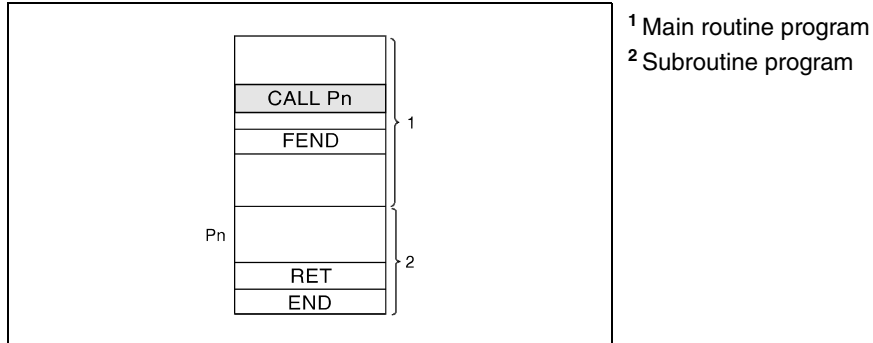 CALL Pn
1
FEND
Pn
2
RET
END
1 Main routine program
2 Subroutine program